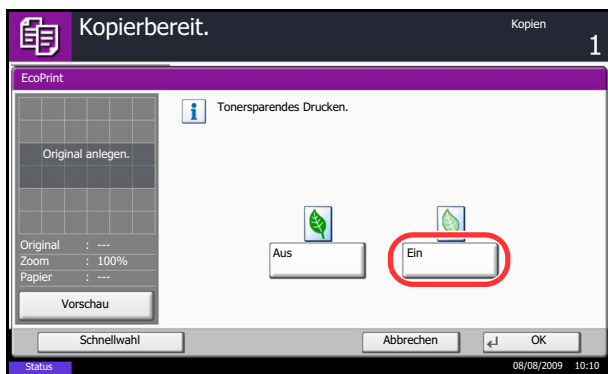 Kopierbereit.
Kopien
1
EcoPrint
Tonersparendes Drucken.
Original anlegen.
Aus
Ein
Original : ---
Zoom : 100%
Papier : ---
Vorschau
Schnellwahl
Abbrechen
OK
Status
08/08/2009 10:10